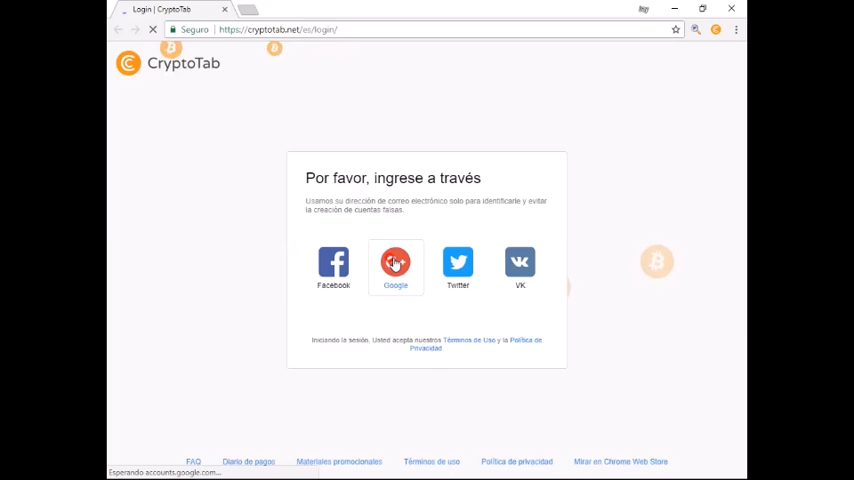 Login | CryptoTab
Seguro
https://cryptotab.net/es/login/
CryptoTab
Por favor, ingrese a través
Usamos su dirección de correo electrónico solo para identificarle y evitar
la creación de cuentas falsas.
Facebook
Google
Twitter
VK
Iniciando la sesión, Usted acepta nuestros Términos de Uso y la Política de
Privacidad
FAQ
Diario de pagos
Materiales promocionales
Términos de uso
Política de privacidad
Mirar en Chrome Web Store
Esperando accounts.google.com...